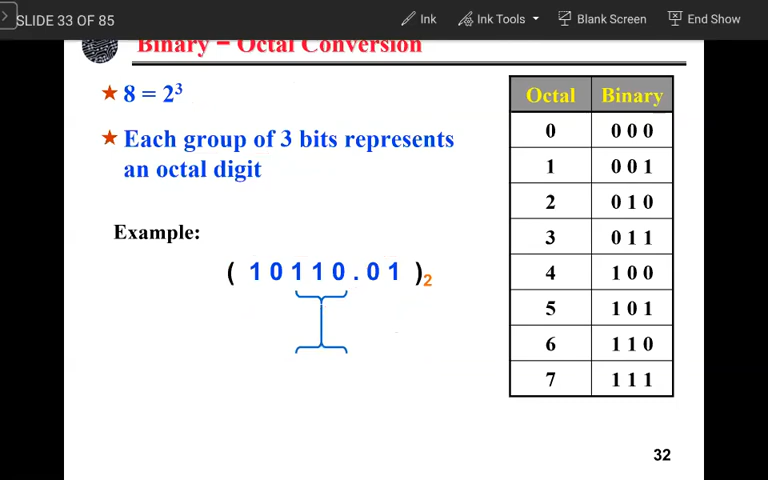 SLIDE 33 OF 85
Ink
Ink Tools
Blank Screen
End Show
Binary – Octal Conversion
8 = 2³
Each group of 3 bits represents
an octal digit
Example:
( 1 0 1 1 0 . 0 1 )₂
Octal Binary
0 0 0 0
1 0 0 1
2 0 1 0
3 0 1 1
4 1 0 0
5 1 0 1
6 1 1 0
7 1 1 1
32